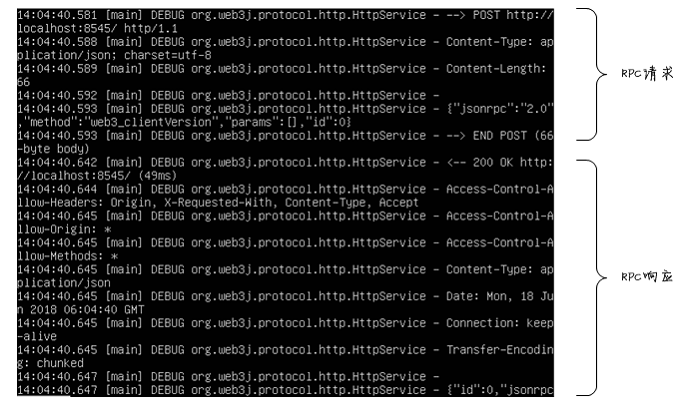 14:04:40.581 [main] DEBUG org.web3j.protocol.http.HttpService - --> POST http://
localhost:8545/ http/1.1
14:04:40.588 [main] DEBUG org.web3j.protocol.http.HttpService - Content-Type: ap
plication/json; charset=utf-8
14:04:40.589 [main] DEBUG org.web3j.protocol.http.HttpService - Content-Length:
66
14:04:40.592 [main] DEBUG org.web3j.protocol.http.HttpService -
14:04:40.593 [main] DEBUG org.web3j.protocol.http.HttpService - {"jsonrpc":"2.0"
,"method":"web3_clientVersion","params":[],"id":0}
14:04:40.593 [main] DEBUG org.web3j.protocol.http.HttpService - --> END POST (66
-byte body)
RPC请求
14:04:40.642 [main] DEBUG org.web3j.protocol.http.HttpService - <-- 200 OK http:
//localhost:8545/ (49ms)
14:04:40.644 [main] DEBUG org.web3j.protocol.http.HttpService - Access-Control-A
llow-Headers: Origin, X-Requested-With, Content-Type, Accept
14:04:40.645 [main] DEBUG org.web3j.protocol.http.HttpService - Access-Control-A
llow-Origin: *
14:04:40.645 [main] DEBUG org.web3j.protocol.http.HttpService - Access-Control-A
llow-Methods: *
14:04:40.645 [main] DEBUG org.web3j.protocol.http.HttpService - Content-Type: ap
plication/json
14:04:40.645 [main] DEBUG org.web3j.protocol.http.HttpService - Date: Mon, 18 Ju
n 2018 06:04:40 GMT
14:04:40.645 [main] DEBUG org.web3j.protocol.http.HttpService - Connection: keep
-alive
14:04:40.645 [main] DEBUG org.web3j.protocol.http.HttpService - Transfer-Encodin
g: chunked
14:04:40.647 [main] DEBUG org.web3j.protocol.http.HttpService -
14:04:40.647 [main] DEBUG org.web3j.protocol.http.HttpService - {"id":0,"jsonrpc
RPC响应